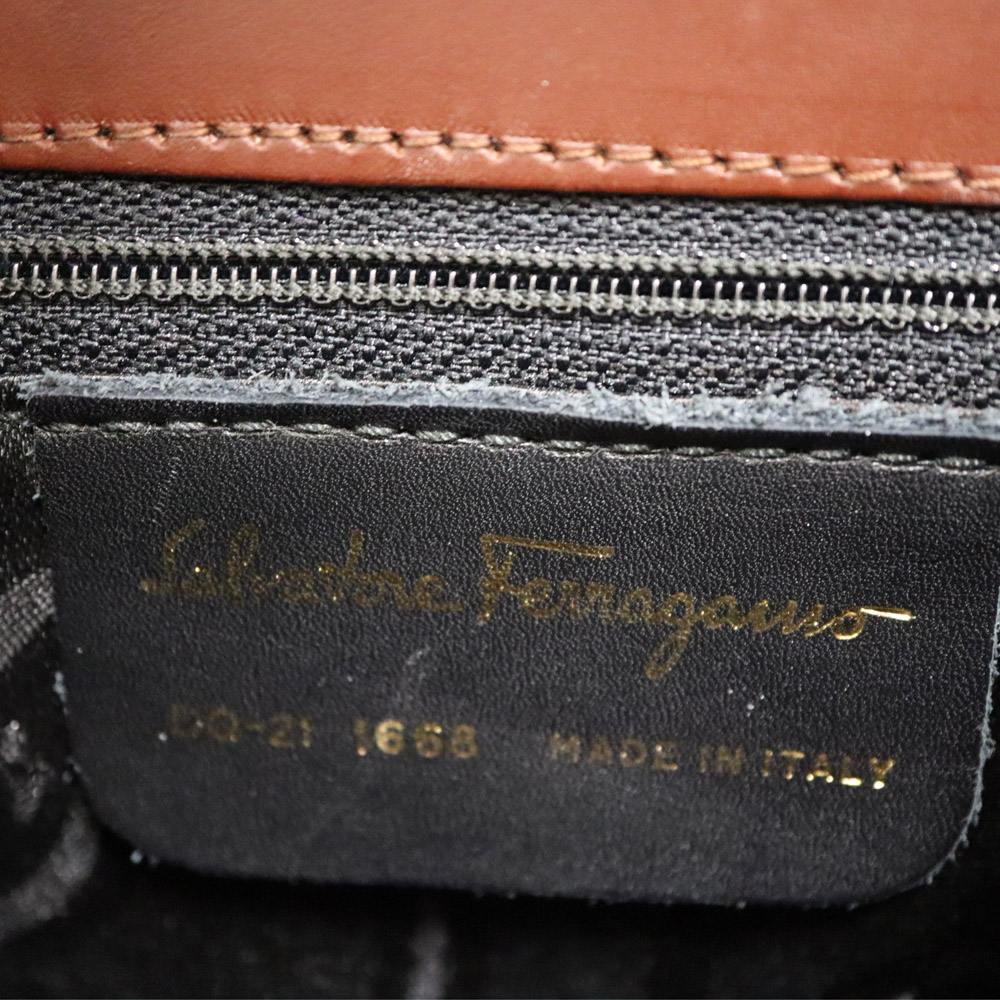 Salvatore Ferragamo
DQ-21 1668 MADE IN ITALY